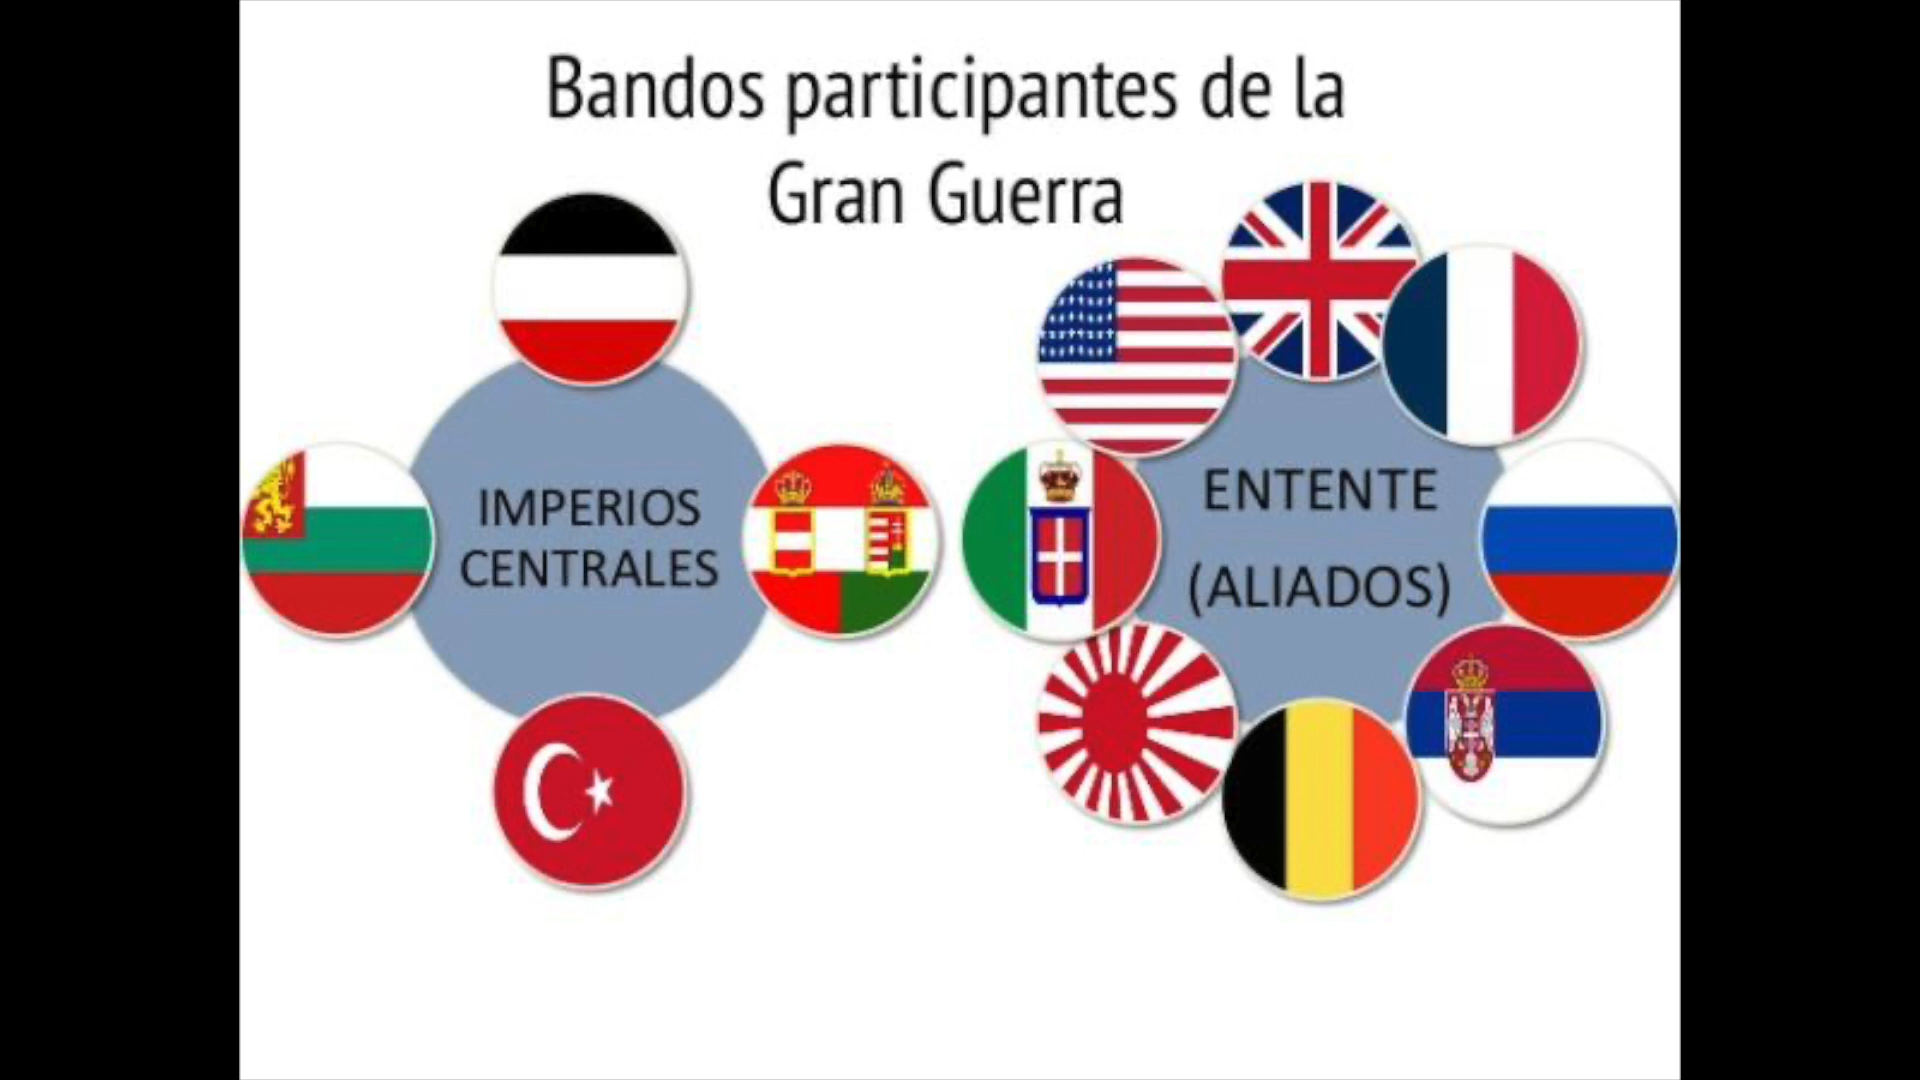 Bandos participantes de la
Gran Guerra
IMPERIOS
CENTRALES
ENTENTE
(ALIADOS)